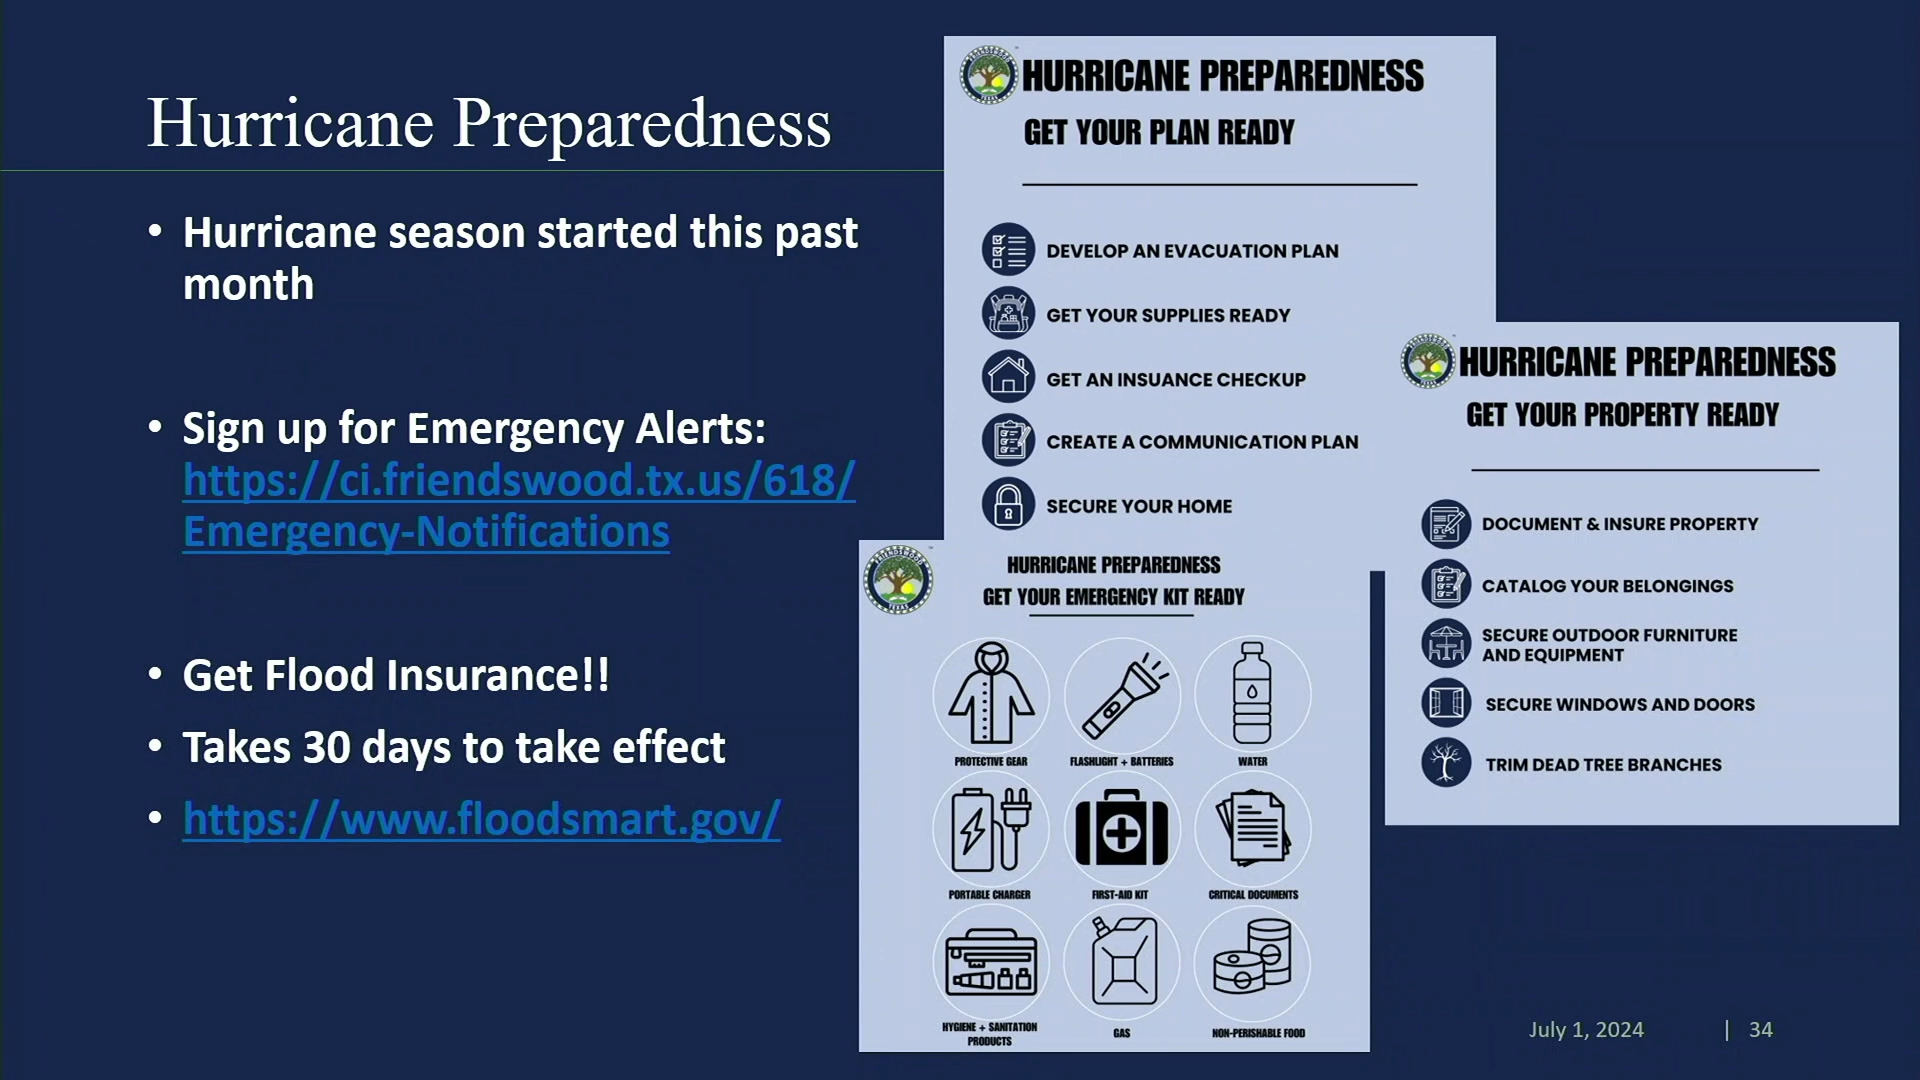 Hurricane Preparedness
• Hurricane season started this past
month
• Sign up for Emergency Alerts:
https://ci.friendswood.tx.us/618/
Emergency-Notifications
• Get Flood Insurance!!
• Takes 30 days to take effect
• https://www.floodsmart.gov/
HURRICANE PREPAREDNESS
GET YOUR PLAN READY
DEVELOP AN EVACUATION PLAN
GET YOUR SUPPLIES READY
GET AN INSUANCE CHECKUP
CREATE A COMMUNICATION PLAN
SECURE YOUR HOME
HURRICANE PREPAREDNESS
GET YOUR PROPERTY READY
DOCUMENT & INSURE PROPERTY
CATALOG YOUR BELONGINGS
SECURE OUTDOOR FURNITURE
AND EQUIPMENT
SECURE WINDOWS AND DOORS
TRIM DEAD TREE BRANCHES
FRIENDSWOOD
TEXAS
HURRICANE PREPAREDNESS
GET YOUR EMERGENCY KIT READY
PROTECTIVE GEAR
FLASHLIGHT + BATTERIES
WATER
PORTABLE CHARGER
FIRST-AID KIT
CRITICAL DOCUMENTS
HYGIENE + SANITATION
PRODUCTS
GAS
NON-PERISHABLE FOOD
July 1, 2024 | 34